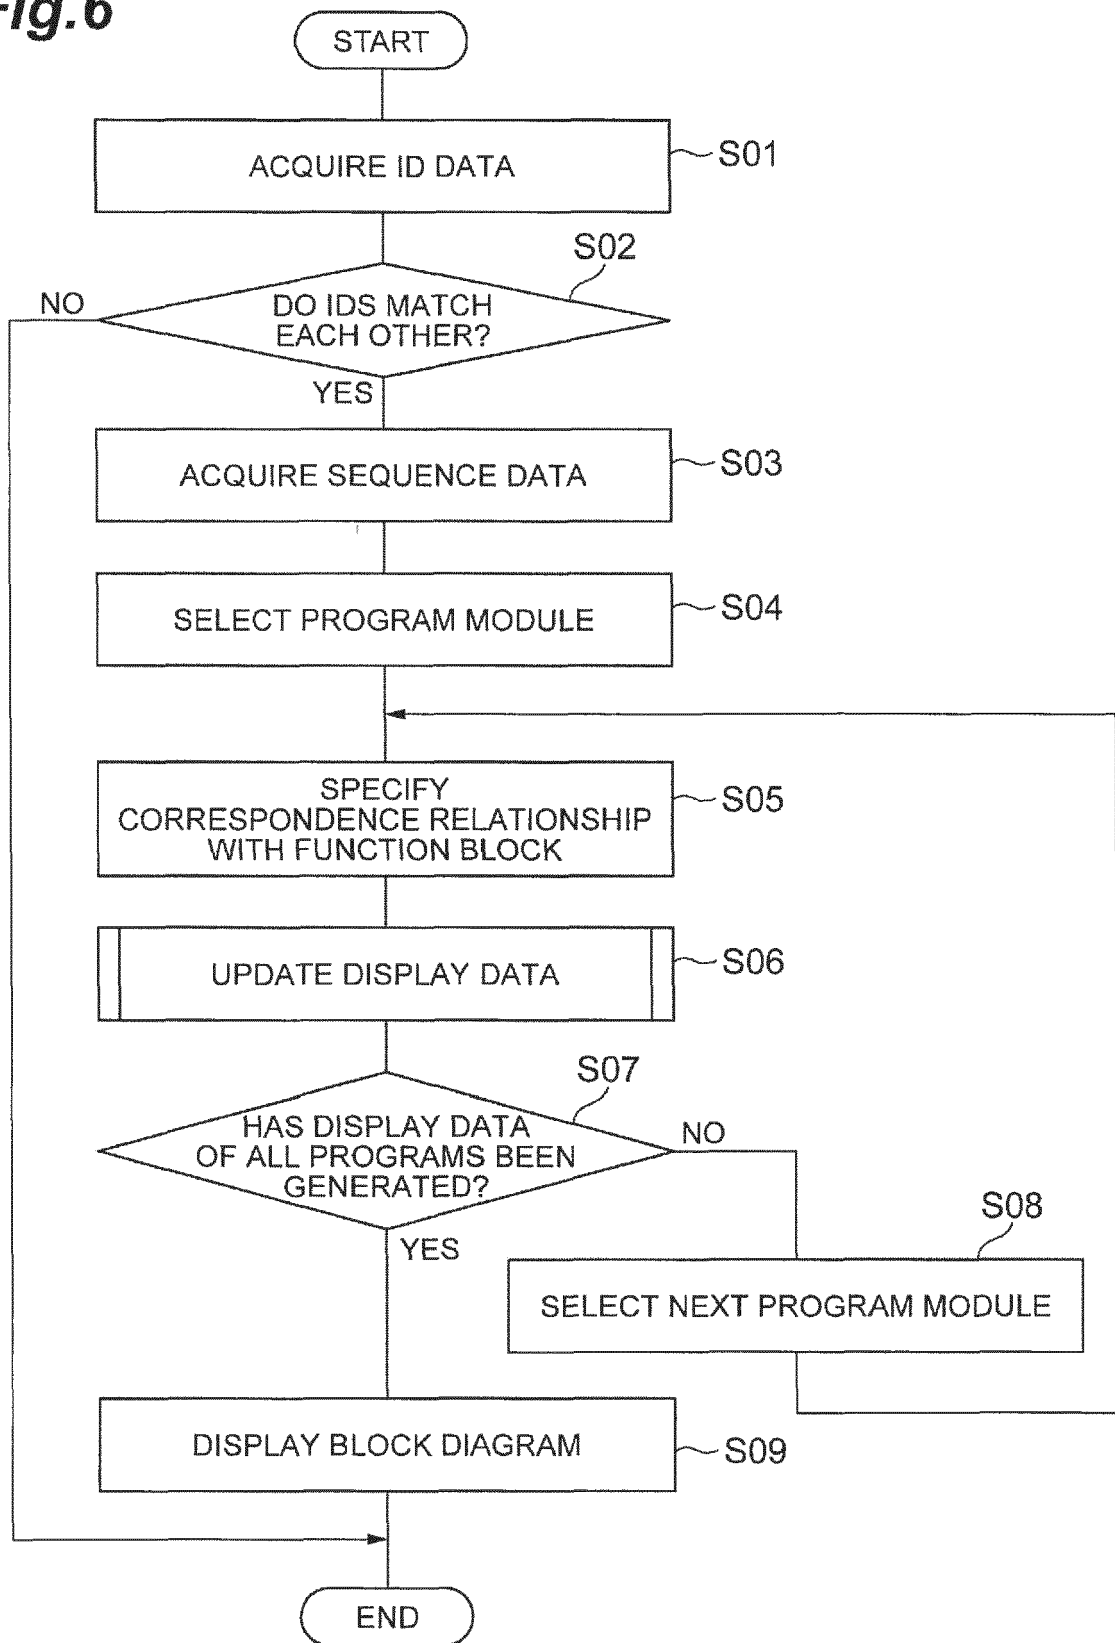 Fig.6
START
ACQUIRE ID DATA
S01
S02
NO
DO IDS MATCH
EACH OTHER?
YES
ACQUIRE SEQUENCE DATA
S03
SELECT PROGRAM MODULE
S04
SPECIFY
CORRESPONDENCE RELATIONSHIP
WITH FUNCTION BLOCK
S05
UPDATE DISPLAY DATA
S06
S07
HAS DISPLAY DATA
OF ALL PROGRAMS BEEN
GENERATED?
NO
YES
S08
SELECT NEXT PROGRAM MODULE
DISPLAY BLOCK DIAGRAM
S09
END